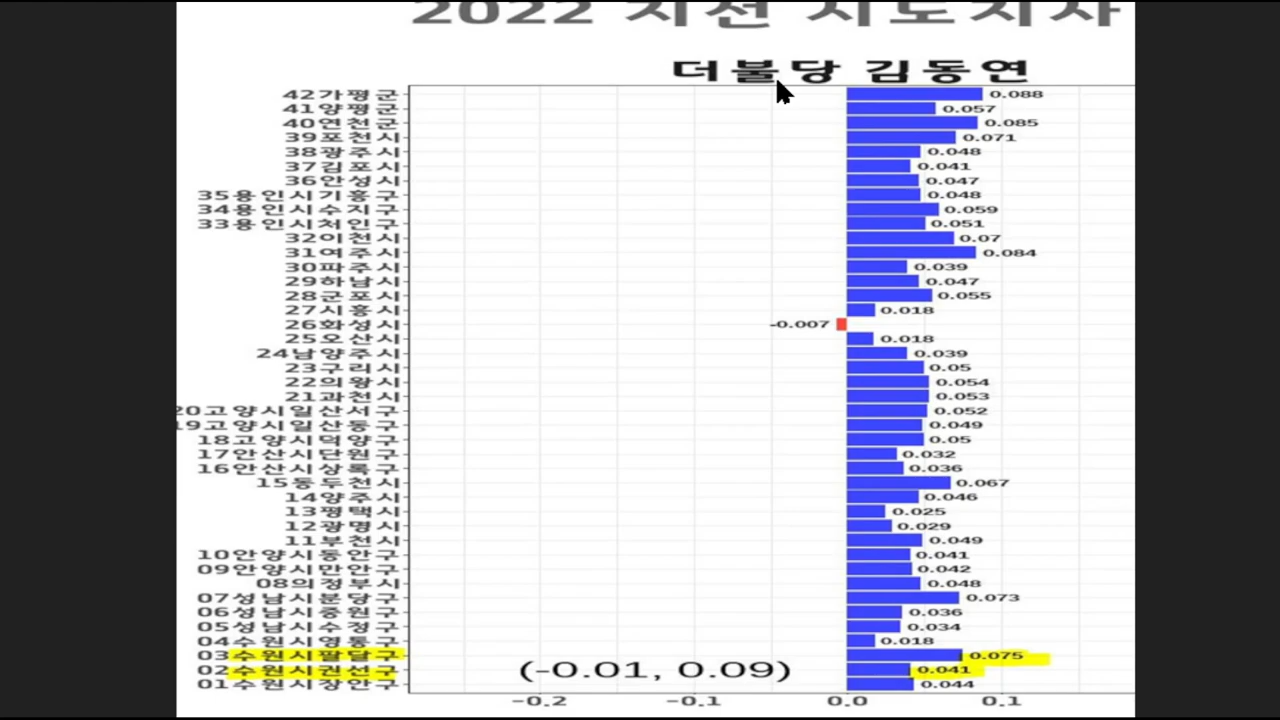 2022 지선 시도지사
더불당 김동연
42가평군 0.088
41양평군 0.057
40연천군 0.085
39포천시 0.071
38광주시 0.048
37김포시 0.041
36안성시 0.047
35용인시기흥구 0.048
34용인시수지구 0.059
33용인시처인구 0.051
32이천시 0.07
31여주시 0.084
30파주시 0.039
29하남시 0.047
28군포시 0.055
27시흥시 0.018
26화성시 -0.007
25오산시 0.018
24남양주시 0.039
23구리시 0.05
22의왕시 0.054
21과천시 0.053
20고양시일산서구 0.052
19고양시일산동구 0.049
18고양시덕양구 0.05
17안산시단원구 0.032
16안산시상록구 0.036
15동두천시 0.067
14양주시 0.046
13평택시 0.025
12광명시 0.029
11부천시 0.049
10안양시동안구 0.041
09안양시만안구 0.042
08의정부시 0.048
07성남시분당구 0.073
06성남시중원구 0.036
05성남시수정구 0.034
04수원시영통구 0.018
03수원시팔달구 0.075
02수원시권선구 (-0.01, 0.09) 0.041
01수원시장안구 0.044
-0.2 -0.1 0.0 0.1